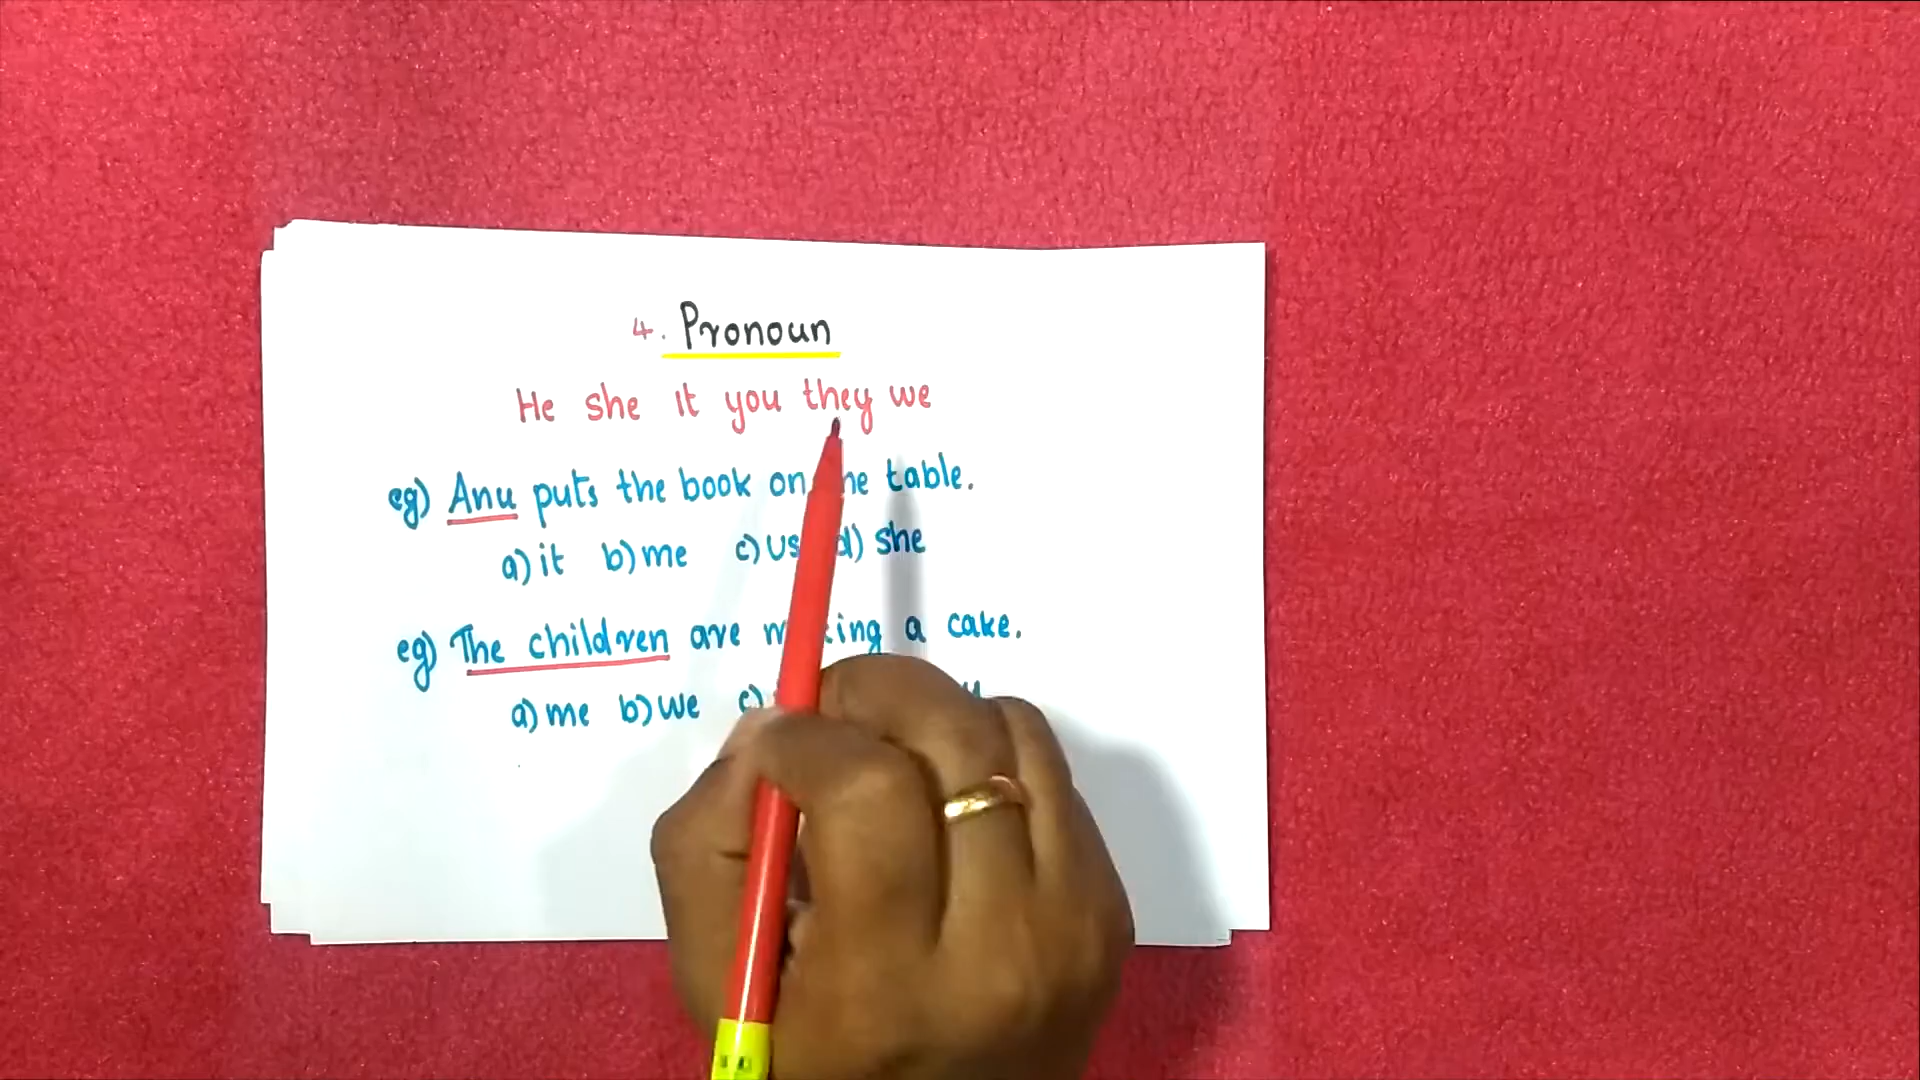 4. Pronoun
He she it you they we
eg) Anu puts the book on table.
a) it b) me c) us d) she
eg) The children are making a cake.
a) me b) we c)